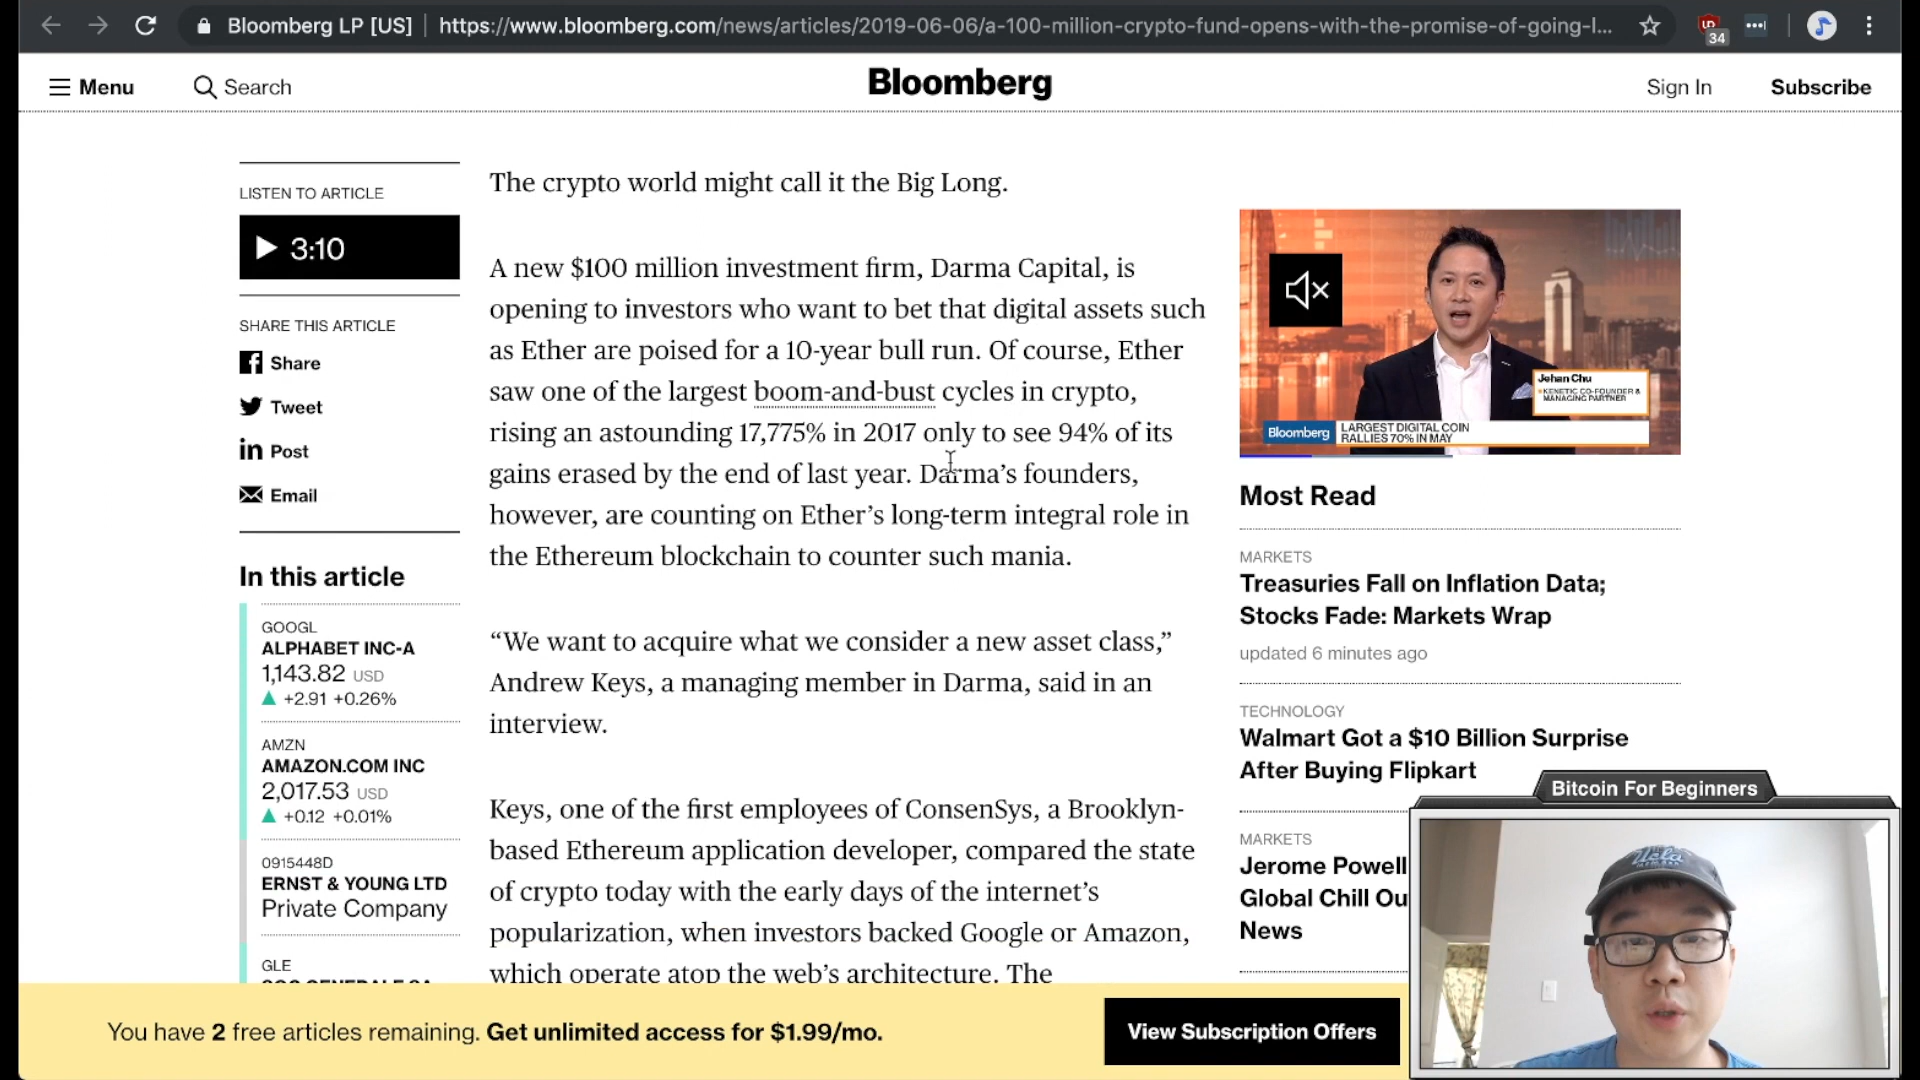 Bloomberg LP [US] | https://www.bloomberg.com/news/articles/2019-06-06/a-100-million-crypto-fund-opens-with-the-promise-of-going-l...
34
Menu
Search
Bloomberg
Sign In
Subscribe
LISTEN TO ARTICLE
3:10
SHARE THIS ARTICLE
Share
Tweet
Post
Email
In this article
GOOGL
ALPHABET INC-A
1,143.82 USD
+2.91 +0.26%
AMZN
AMAZON.COM INC
2,017.53 USD
+0.12 +0.01%
0915448D
ERNST & YOUNG LTD
Private Company
GLE
The crypto world might call it the Big Long.
A new $100 million investment firm, Darma Capital, is
opening to investors who want to bet that digital assets such
as Ether are poised for a 10-year bull run. Of course, Ether
saw one of the largest boom-and-bust cycles in crypto,
rising an astounding 17,775% in 2017 only to see 94% of its
gains erased by the end of last year. Darma’s founders,
however, are counting on Ether’s long-term integral role in
the Ethereum blockchain to counter such mania.
“We want to acquire what we consider a new asset class,”
Andrew Keys, a managing member in Darma, said in an
interview.
Keys, one of the first employees of ConsenSys, a Brooklyn-
based Ethereum application developer, compared the state
of crypto today with the early days of the internet’s
popularization, when investors backed Google or Amazon,
which operate atop the web’s architecture. The
Jehan Chu
KENETIC CO-FOUNDER &
MANAGING PARTNER
Bloomberg
LARGEST DIGITAL COIN
RALLIES 70% IN MAY
Most Read
MARKETS
Treasuries Fall on Inflation Data;
Stocks Fade: Markets Wrap
updated 6 minutes ago
TECHNOLOGY
Walmart Got a $10 Billion Surprise
After Buying Flipkart
MARKETS
Jerome Powell
Global Chill Ou
News
Bitcoin For Beginners
Ucla
You have 2 free articles remaining. Get unlimited access for $1.99/mo.
View Subscription Offers